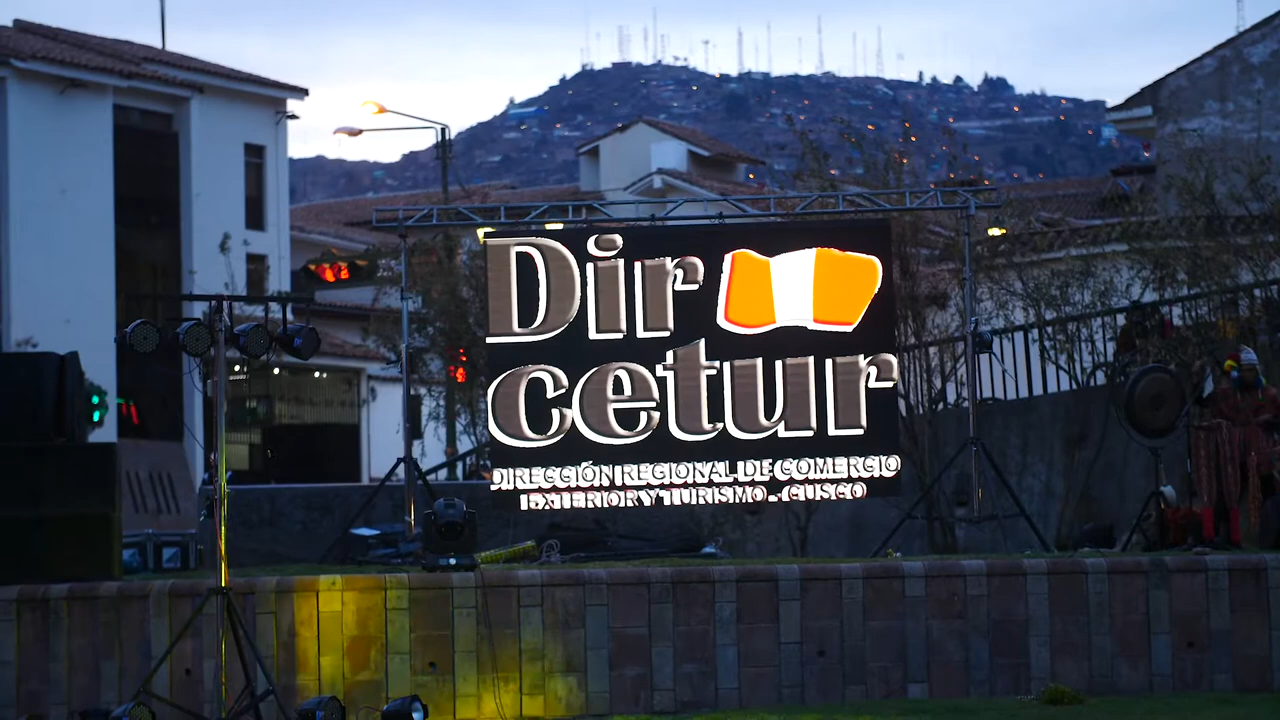 Dir
cetur
DIRECCIÓN REGIONAL DE COMERCIO
EXTERIOR Y TURISMO - CUSCO